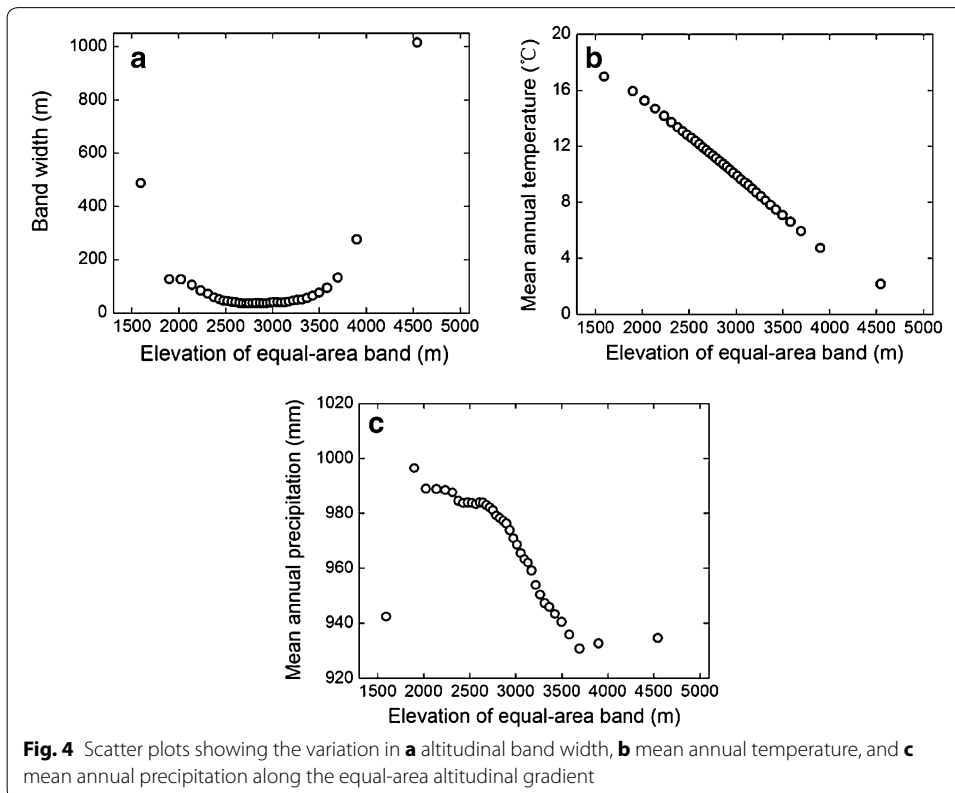 a
1000
800
600
400
200
0
Band width (m)
1500 2000 2500 3000 3500 4000 4500 5000
Elevation of equal-area band (m)
b
20
16
12
8
4
0
Mean annual temperature (℃)
1500 2000 2500 3000 3500 4000 4500 5000
Elevation of equal-area band (m)
c
1020
1000
980
960
940
920
Mean annual precipitation (mm)
1500 2000 2500 3000 3500 4000 4500 5000
Elevation of equal-area band (m)
Fig. 4 Scatter plots showing the variation in a altitudinal band width, b mean annual temperature, and c
mean annual precipitation along the equal-area altitudinal gradient